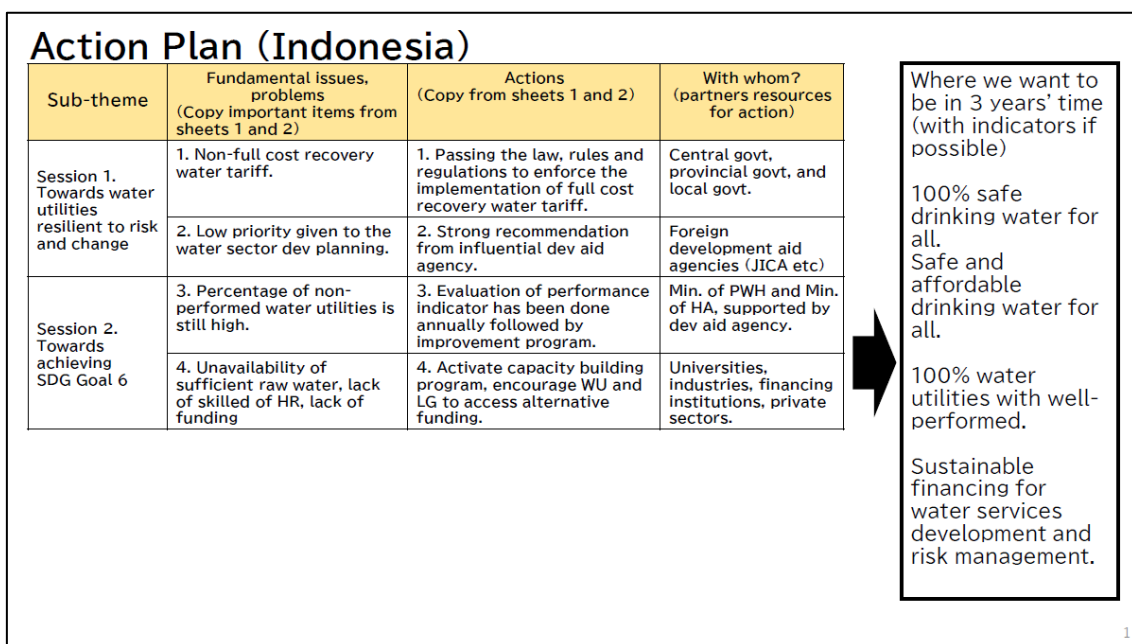 Action Plan (Indonesia)
Sub-theme
Fundamental issues,
problems
(Copy important items from
sheets 1 and 2)
Actions
(Copy from sheets 1 and 2)
With whom?
(partners resources
for action)
Session 1.
Towards water
utilities
resilient to risk
and change
1. Non-full cost recovery
water tariff.
1. Passing the law, rules and
regulations to enforce the
implementation of full cost
recovery water tariff.
Central govt,
provincial govt, and
local govt.
2. Low priority given to the
water sector dev planning.
2. Strong recommendation
from influential dev aid
agency.
Foreign
development aid
agencies (JICA etc)
Session 2.
Towards
achieving
SDG Goal 6
3. Percentage of non-
performed water utilities is
still high.
3. Evaluation of performance
indicator has been done
annually followed by
improvement program.
Min. of PWH and Min.
of HA, supported by
dev aid agency.
4. Unavailability of
sufficient raw water, lack
of skilled of HR, lack of
funding
4. Activate capacity building
program, encourage WU and
LG to access alternative
funding.
Universities,
industries, financing
institutions, private
sectors.
Where we want to
be in 3 years' time
(with indicators if
possible)
100% safe
drinking water for
all.
Safe and
affordable
drinking water for
all.
100% water
utilities with well-
performed.
Sustainable
financing for
water services
development and
risk management.
1